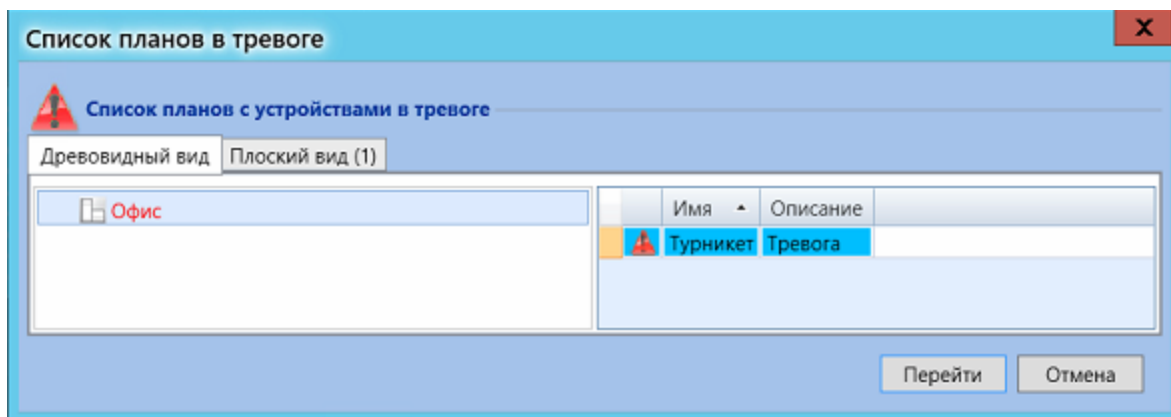 Список планов в тревоге
X
Список планов с устройствами в тревоге
Древовидный вид Плоский вид (1)
Офис
Имя Описание
Турникет Тревога
Перейти Отмена